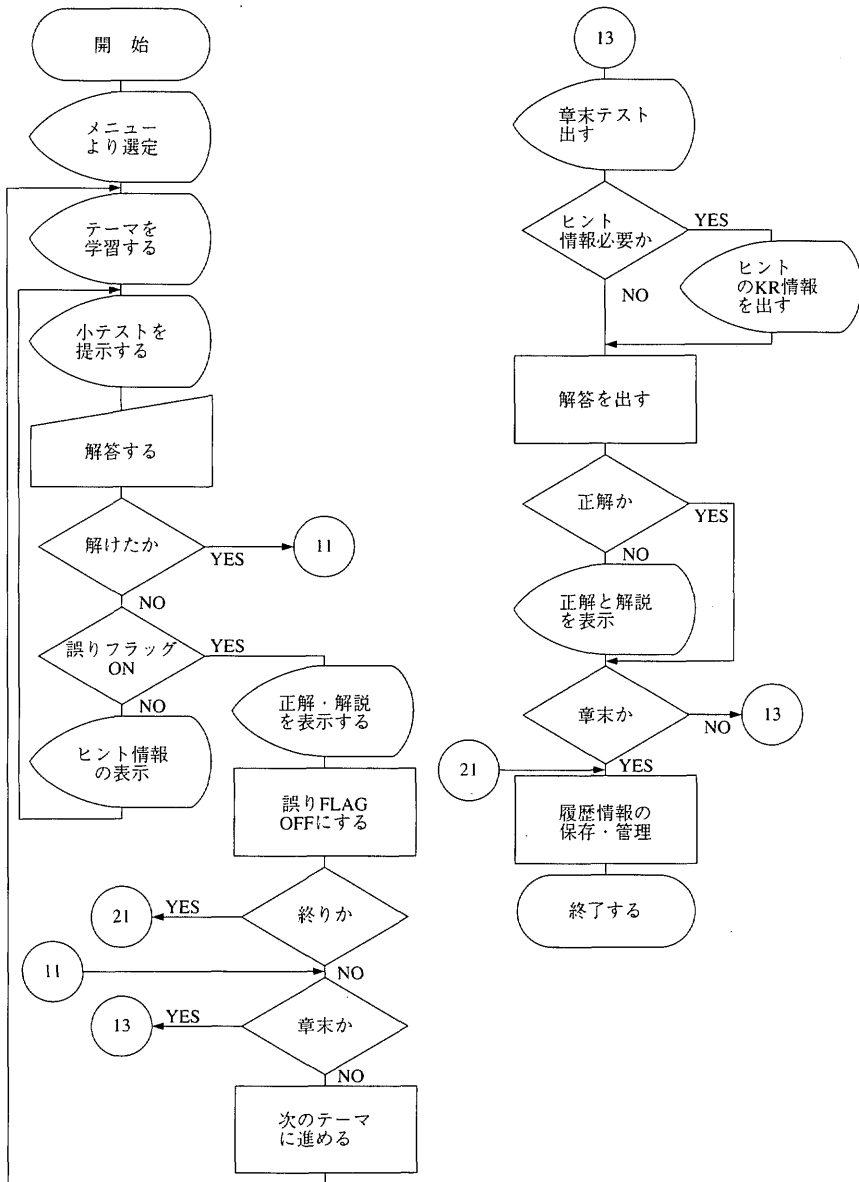 開 始
メニュー
より選定
テーマを
学習する
小テストを
提示する
解答する
解けたか
YES
11
NO
誤りフラッグ
ON
YES
NO
ヒント情報
の表示
正解・解説
を表示する
誤りFLAG
OFFにする
終りか
YES
21
NO
11
章末か
YES
13
NO
次のテーマ
に進める
13
章末テスト
出す
ヒント
情報必要か
YES
NO
ヒント
のKR情報
を出す
解答を出す
正解か
YES
NO
正解と解説
を表示
章末か
NO
13
YES
21
履歴情報の
保存・管理
終了する